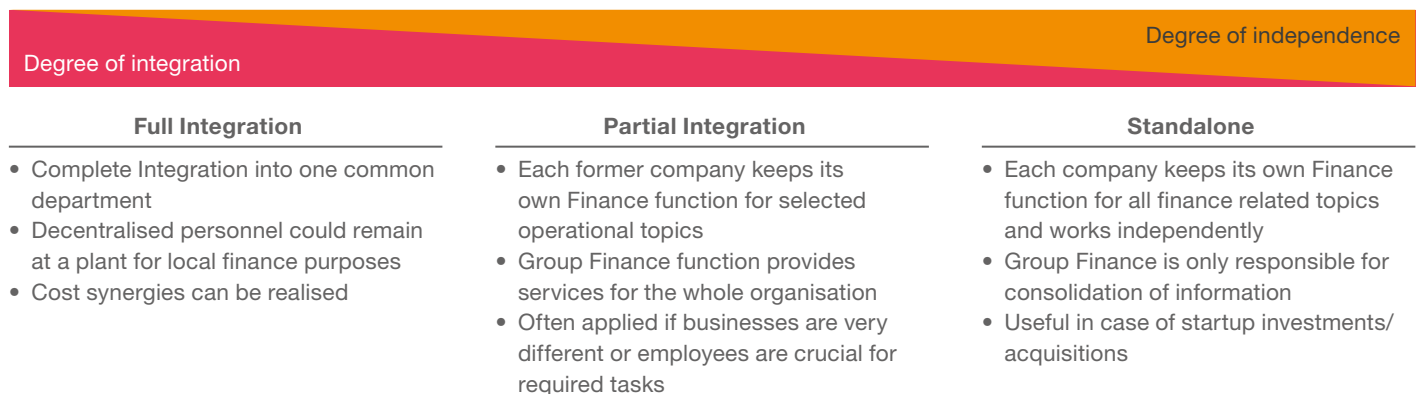 Degree of independence
Degree of integration
Full Integration
• Complete Integration into one common
department
• Decentralised personnel could remain
at a plant for local finance purposes
• Cost synergies can be realised
Partial Integration
• Each former company keeps its
own Finance function for selected
operational topics
• Group Finance function provides
services for the whole organisation
• Often applied if businesses are very
different or employees are crucial for
required tasks
Standalone
• Each company keeps its own Finance
function for all finance related topics
and works independently
• Group Finance is only responsible for
consolidation of information
• Useful in case of startup investments/
acquisitions